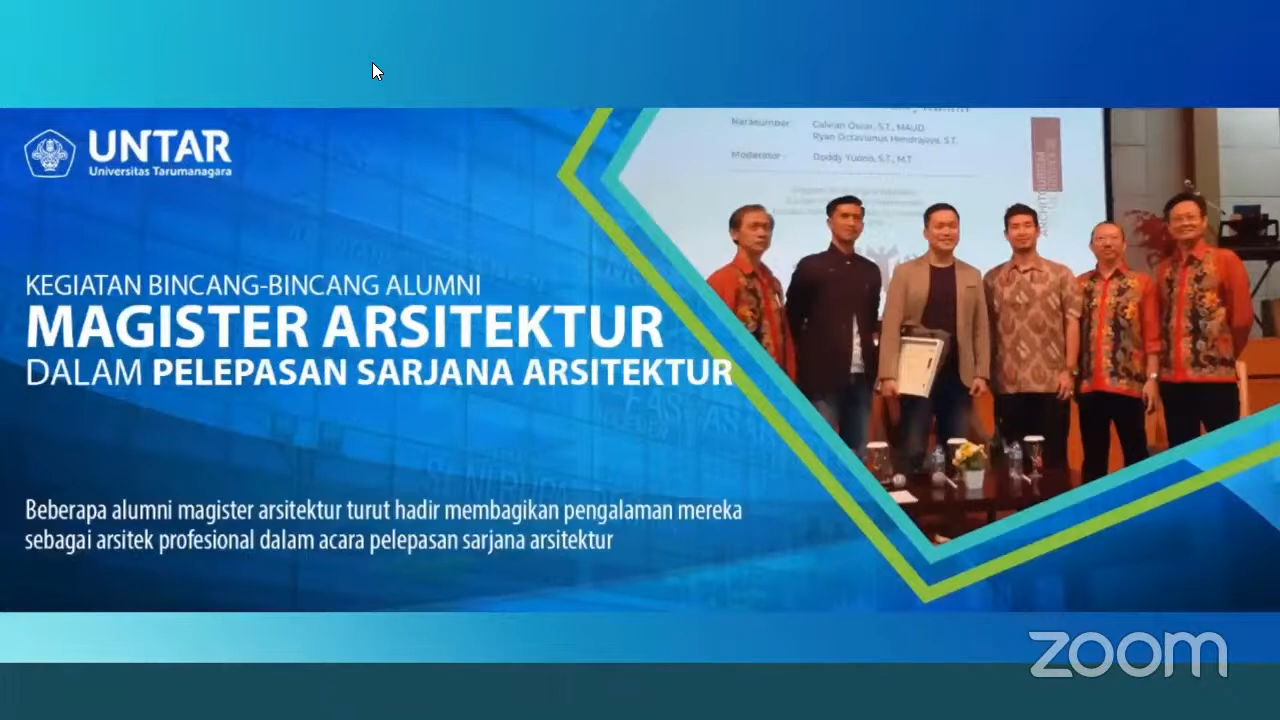 UNTAR
Universitas Tarumanagara
KEGIATAN BINCANG-BINCANG ALUMNI
MAGISTER ARSITEKTUR
DALAM PELEPASAN SARJANA ARSITEKTUR
Beberapa alumni magister arsitektur turut hadir membagikan pengalaman mereka
sebagai arsitek profesional dalam acara pelepasan sarjana arsitektur
Narasumber : Calvian Oscar, S.T., MAUD.
Ryan Octavianus Hendrajaya, S.T.
Moderator : Doddy Yuono, S.T., M.T.
zoom